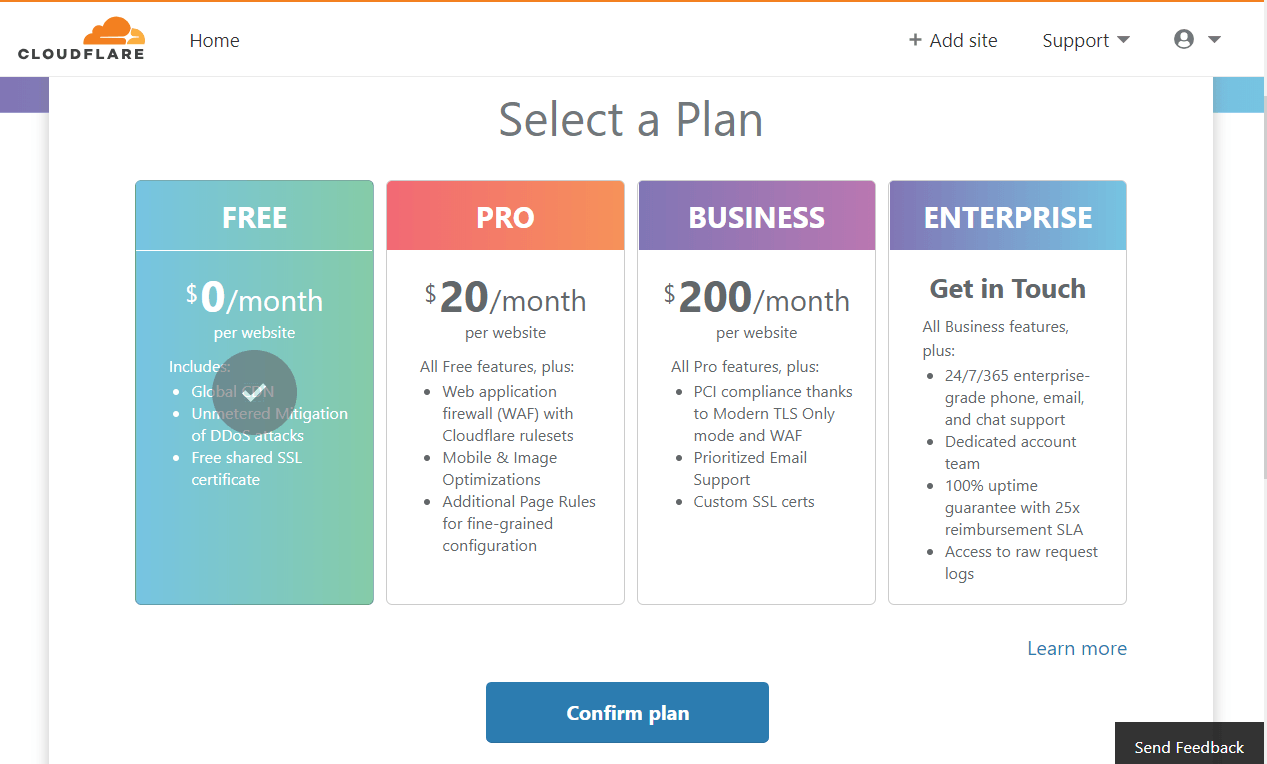 CLOUDFLARE
Home
+ Add site
Support
Select a Plan
FREE
$0/month
per website
Includes:
• Global CDN
• Unmetered Mitigation
of DDoS attacks
• Free shared SSL
certificate
PRO
$20/month
per website
All Free features, plus:
• Web application
firewall (WAF) with
Cloudflare rulesets
• Mobile & Image
Optimizations
• Additional Page Rules
for fine-grained
configuration
BUSINESS
$200/month
per website
All Pro features, plus:
• PCI compliance thanks
to Modern TLS Only
mode and WAF
• Prioritized Email
Support
• Custom SSL certs
ENTERPRISE
Get in Touch
All Business features,
plus:
• 24/7/365 enterprise-
grade phone, email,
and chat support
• Dedicated account
team
• 100% uptime
guarantee with 25x
reimbursement SLA
• Access to raw request
logs
Learn more
Confirm plan
Send Feedback